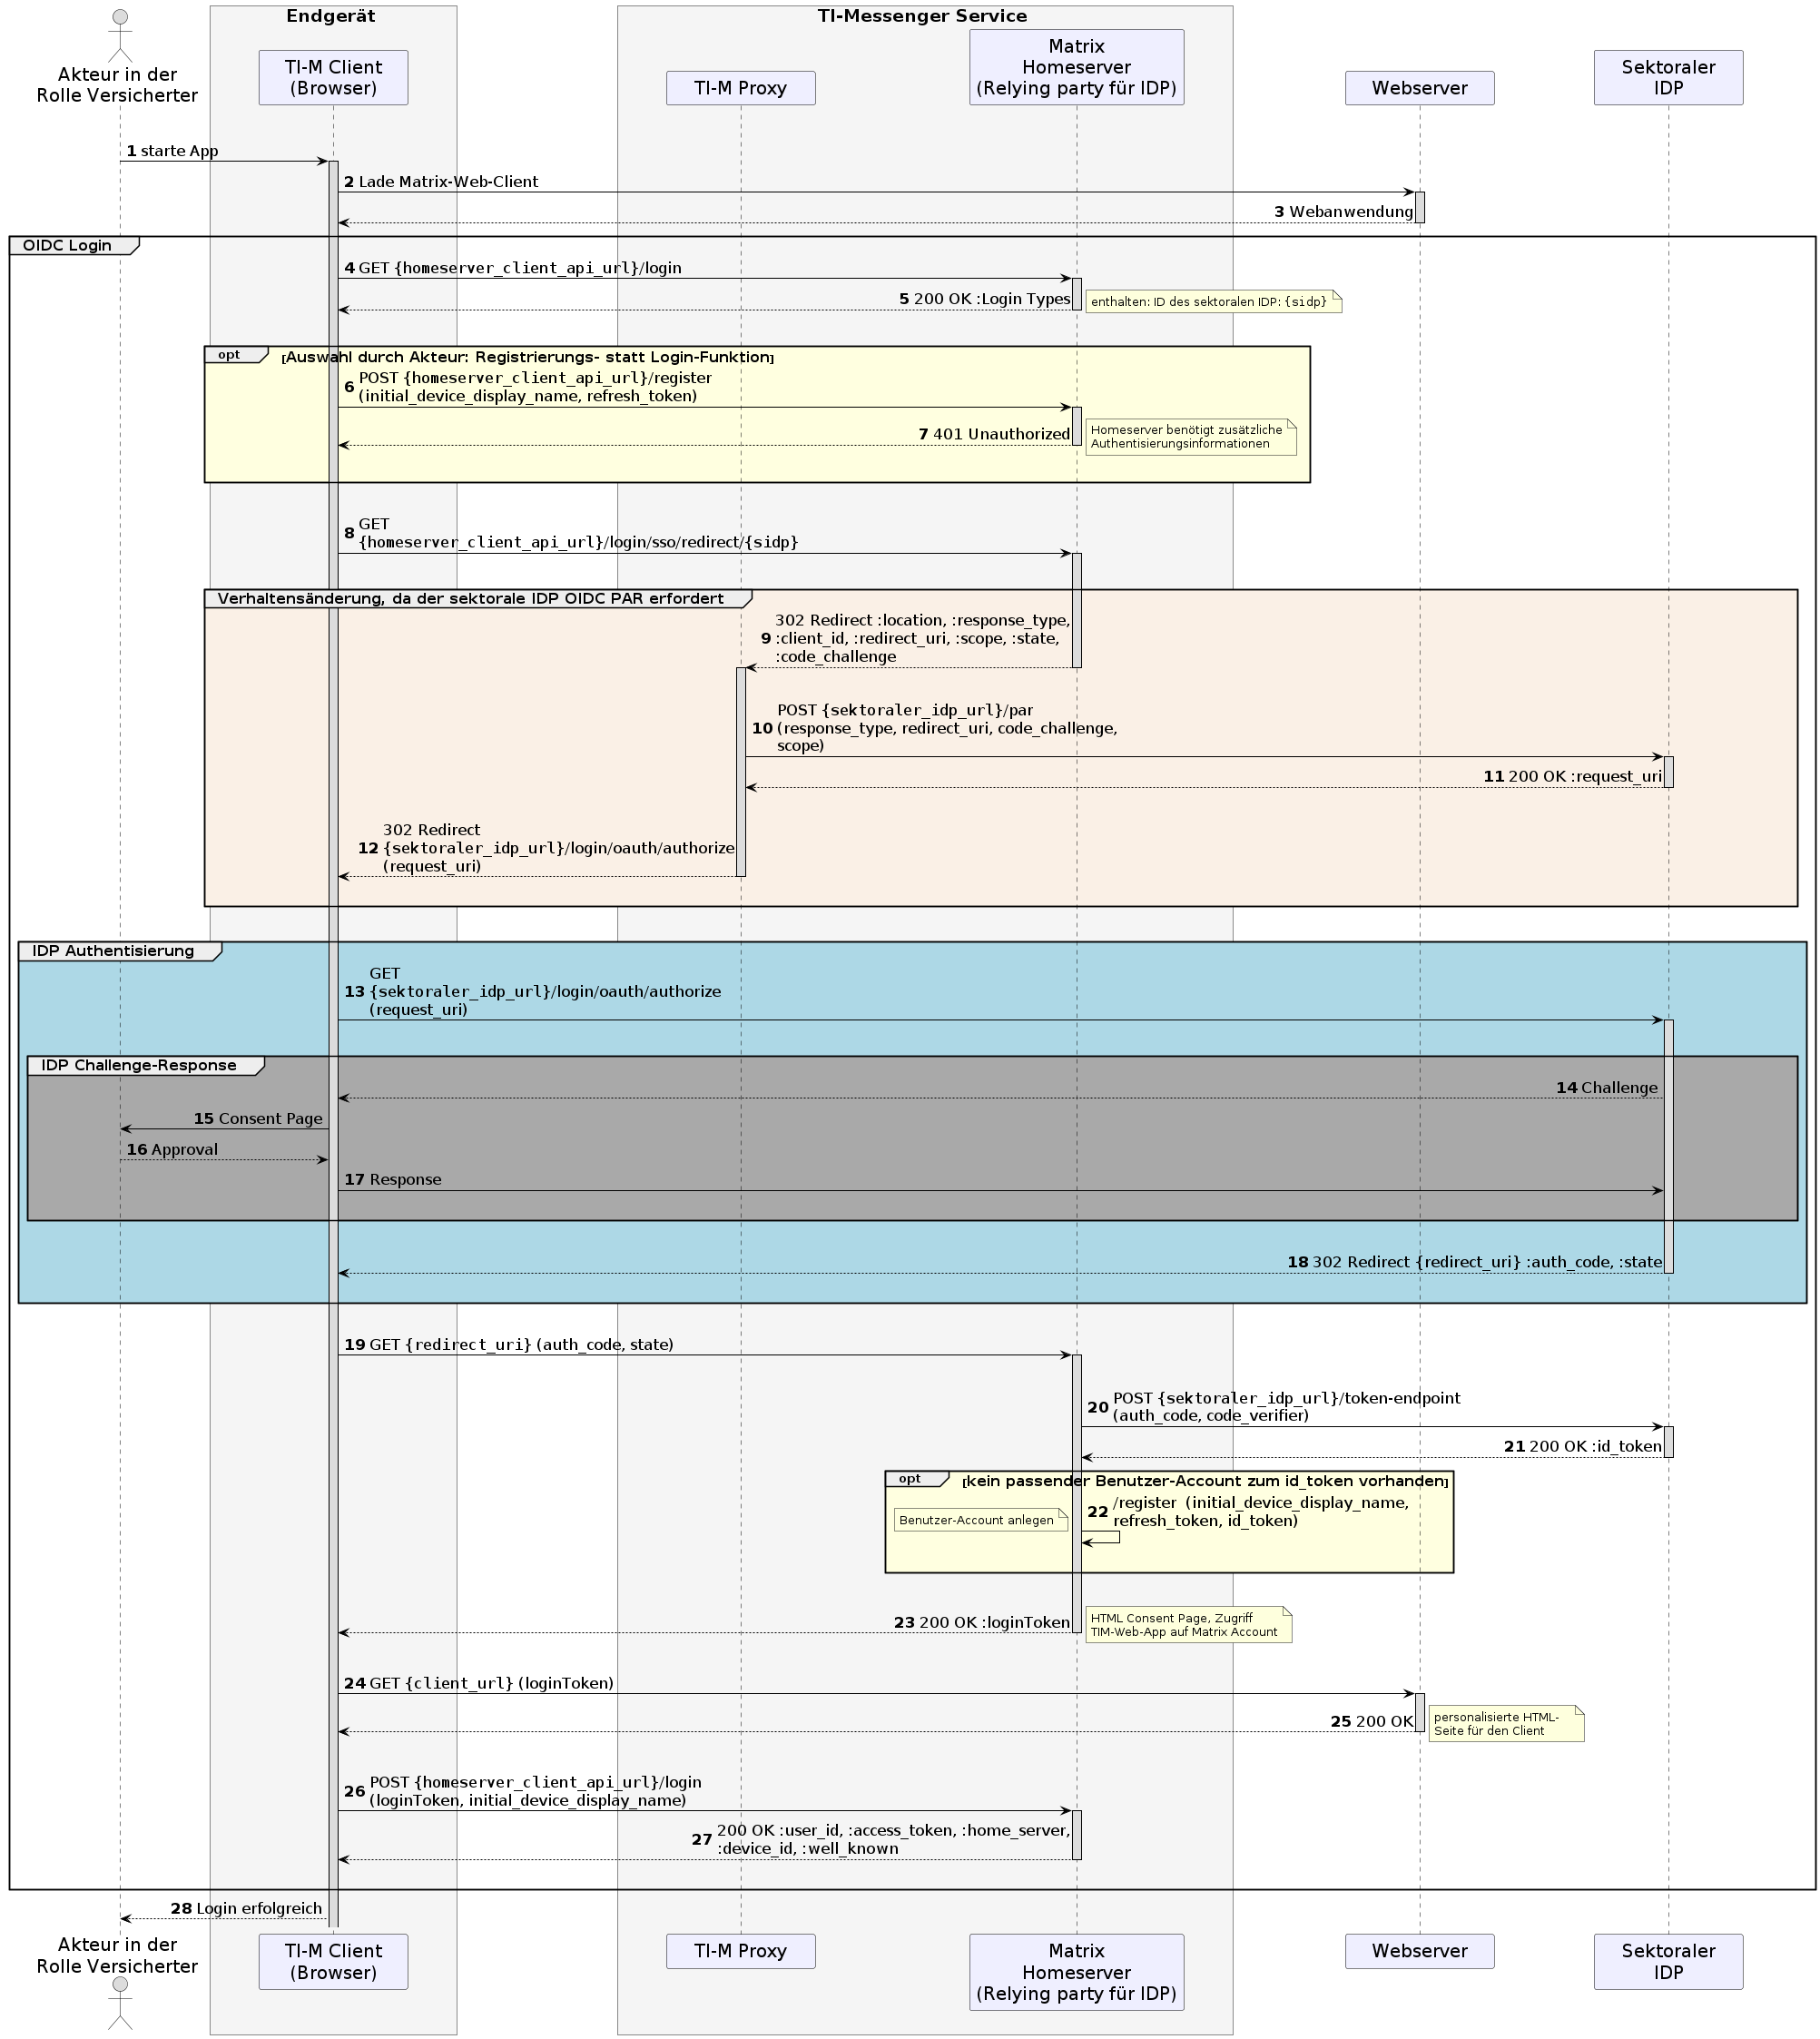 Endgerät
TI-Messenger Service
Akteur in der
Rolle Versicherter
TI-M Client
(Browser)
TI-M Proxy
Matrix
Homeserver
(Relying party für IDP)
Webserver
Sektoraler
IDP
1 starte App
2 Lade Matrix-Web-Client
3 Webanwendung
OIDC Login
4 GET {homeserver_client_api_url}/login
5 200 OK :Login Types
enthalten: ID des sektoralen IDP: {sidp}
opt [Auswahl durch Akteur: Registrierungs- statt Login-Funktion]
6 POST {homeserver_client_api_url}/register
(initial_device_display_name, refresh_token)
7 401 Unauthorized
Homeserver benötigt zusätzliche
Authentisierungsinformationen
8 GET
{homeserver_client_api_url}/login/sso/redirect/{sidp}
Verhaltensänderung, da der sektorale IDP OIDC PAR erfordert
9 302 Redirect :location, :response_type,
:client_id, :redirect_uri, :scope, :state,
:code_challenge
10 POST {sektoraler_idp_url}/par
(response_type, redirect_uri, code_challenge,
scope)
11 200 OK :request_uri
12 302 Redirect
{sektoraler_idp_url}/login/oauth/authorize
(request_uri)
IDP Authentisierung
13 GET
{sektoraler_idp_url}/login/oauth/authorize
(request_uri)
IDP Challenge-Response
14 Challenge
15 Consent Page
16 Approval
17 Response
18 302 Redirect {redirect_uri} :auth_code, :state
19 GET {redirect_uri} (auth_code, state)
20 POST {sektoraler_idp_url}/token-endpoint
(auth_code, code_verifier)
21 200 OK :id_token
opt [kein passender Benutzer-Account zum id_token vorhanden]
22 /register (initial_device_display_name,
refresh_token, id_token)
Benutzer-Account anlegen
23 200 OK :loginToken
HTML Consent Page, Zugriff
TIM-Web-App auf Matrix Account
24 GET {client_url} (loginToken)
25 200 OK
personalisierte HTML-
Seite für den Client
26 POST {homeserver_client_api_url}/login
(loginToken, initial_device_display_name)
27 200 OK :user_id, :access_token, :home_server,
:device_id, :well_known
28 Login erfolgreich
Akteur in der
Rolle Versicherter
TI-M Client
(Browser)
TI-M Proxy
Matrix
Homeserver
(Relying party für IDP)
Webserver
Sektoraler
IDP